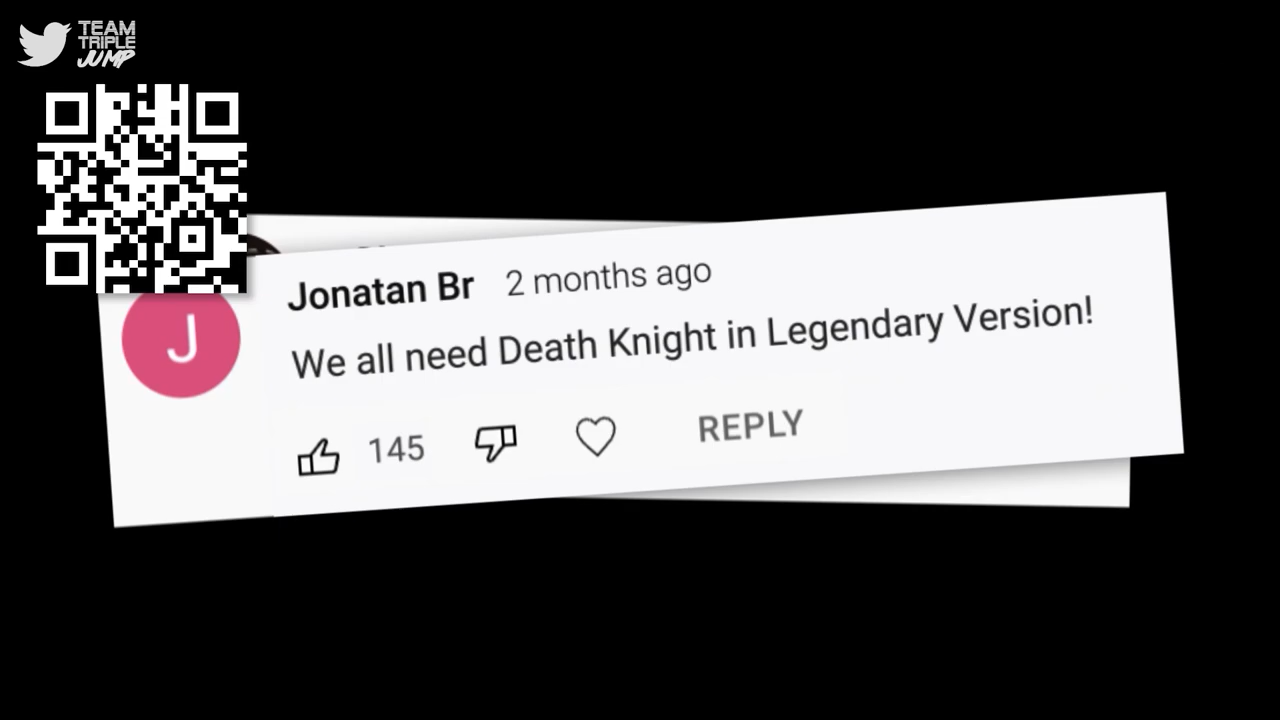 TEAM
TRIPLE
JUMP
Jonatan Br 2 months ago
We all need Death Knight in Legendary Version!
J
145 REPLY